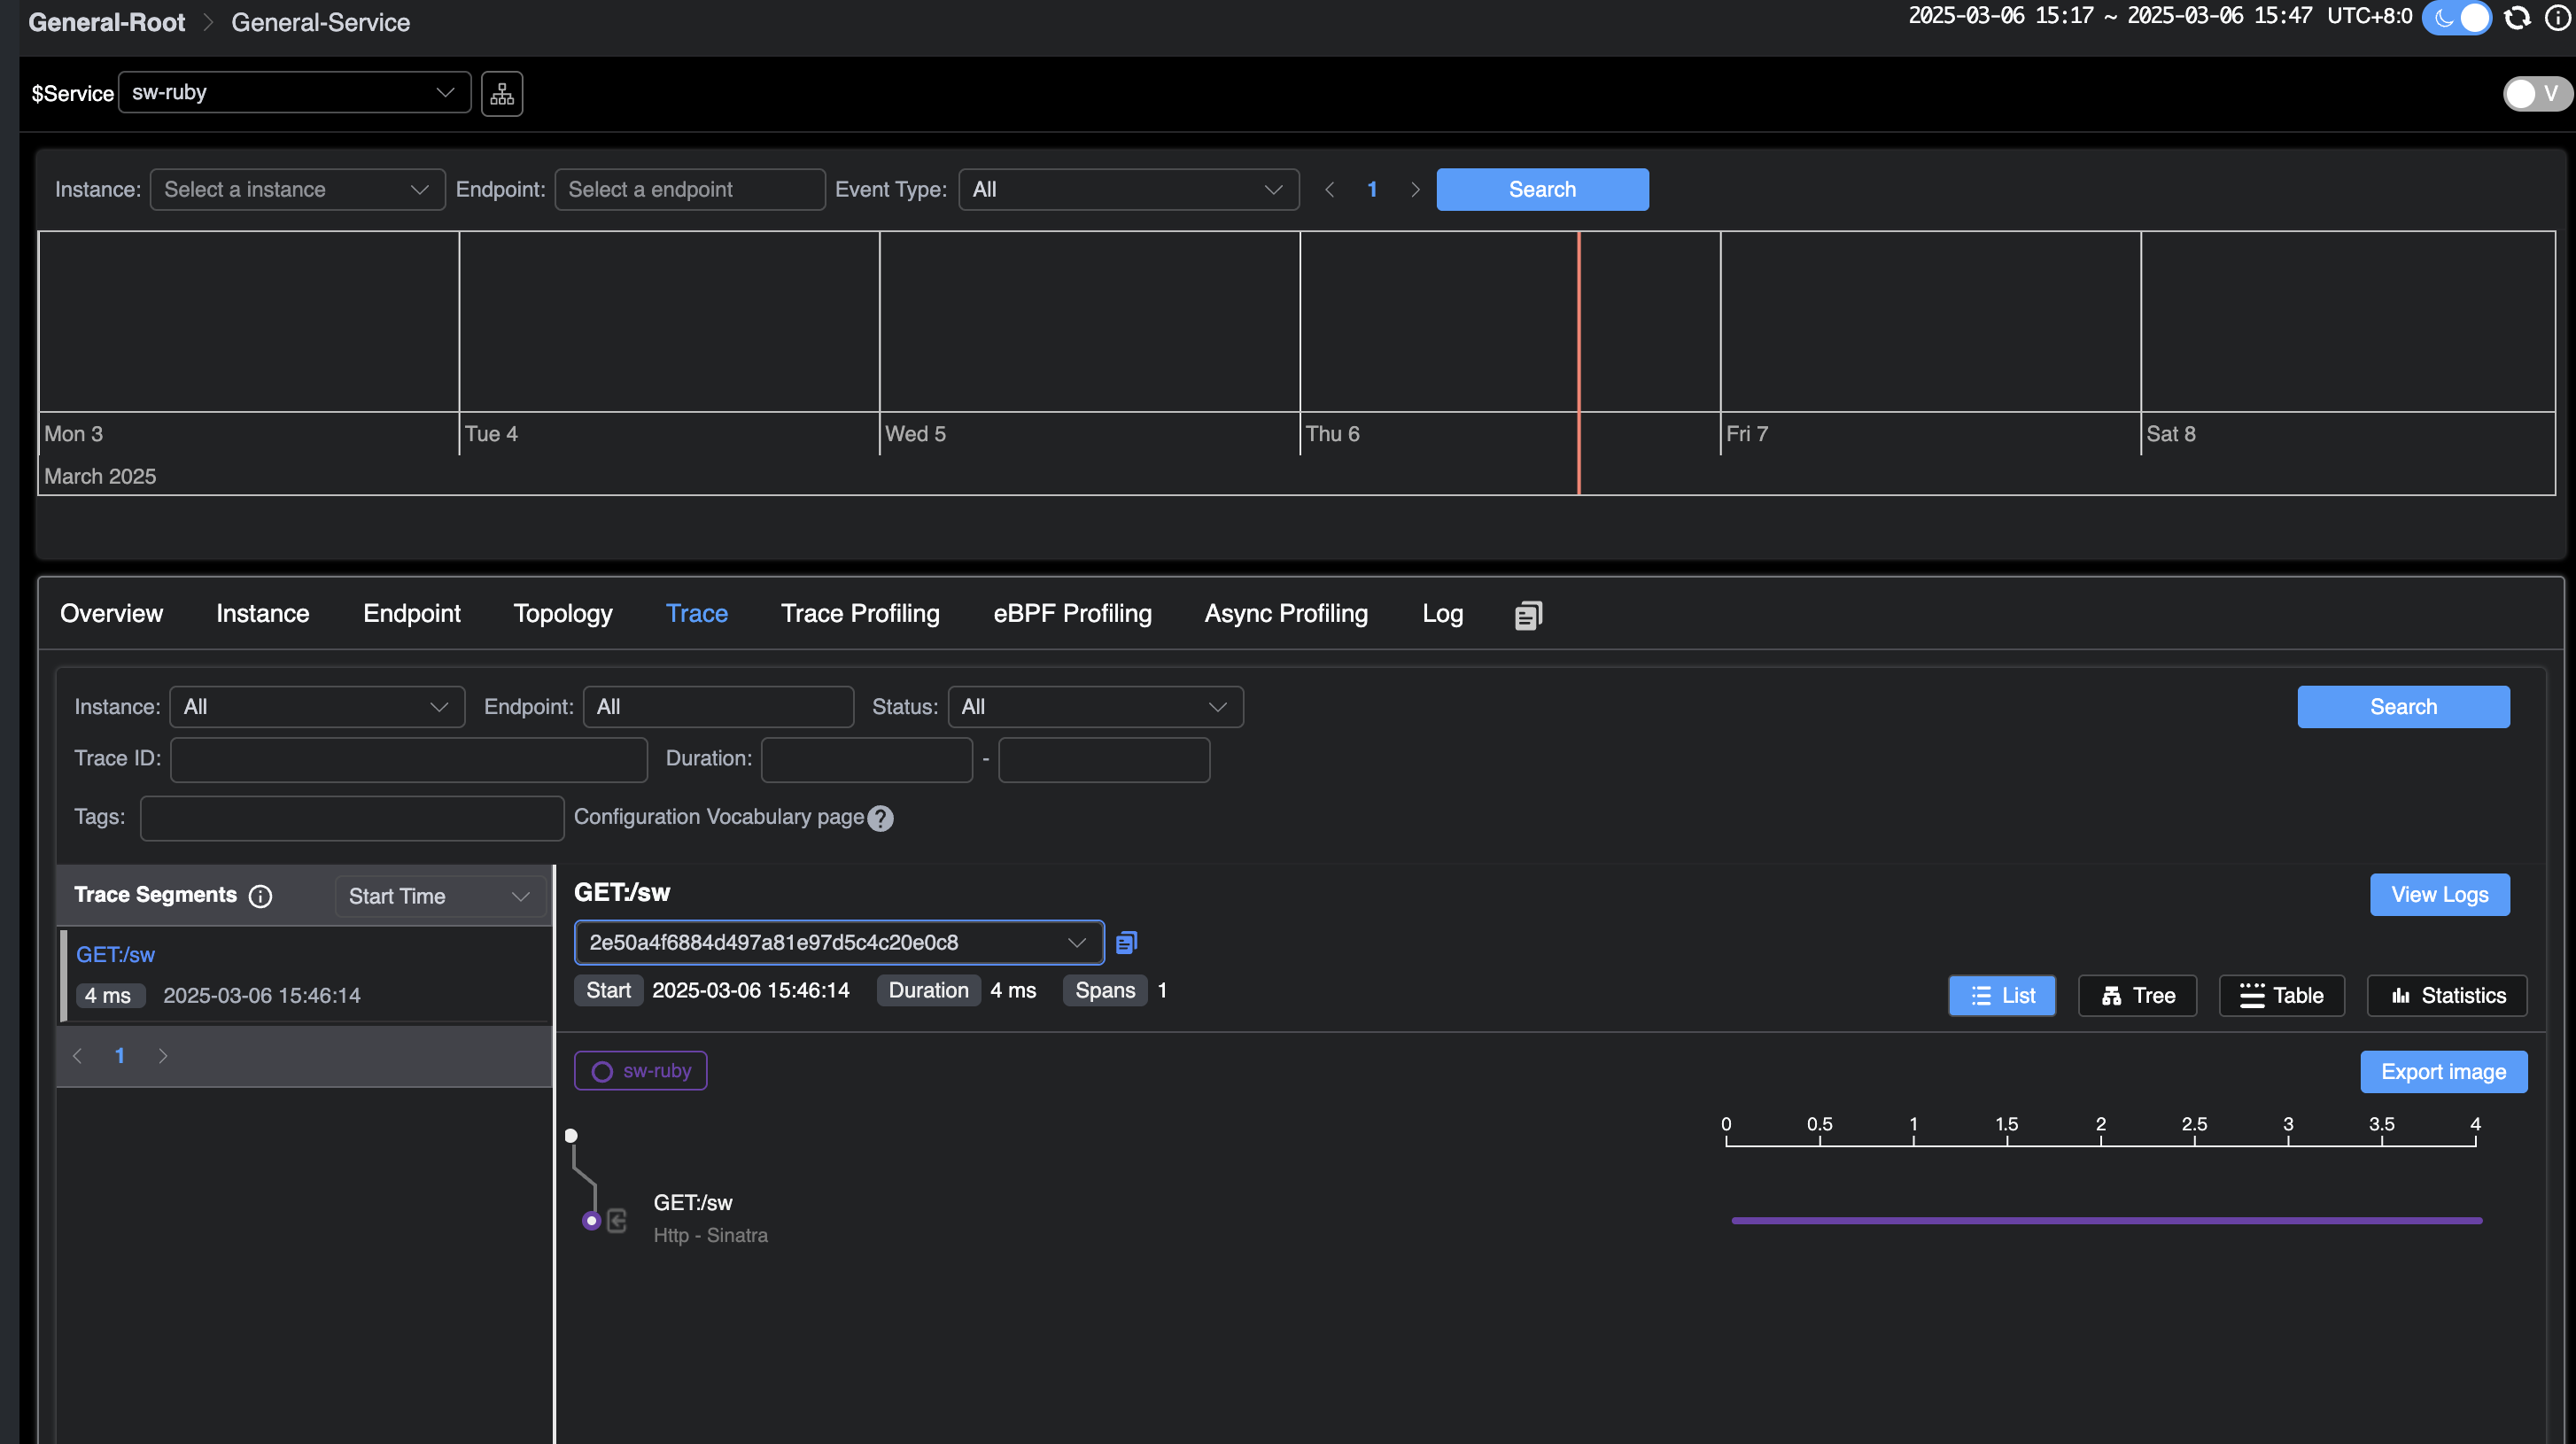 General-Root > General-Service
2025-03-06 15:17 ~ 2025-03-06 15:47 UTC+8:0
$Service sw-ruby
V
Instance: Select a instance Endpoint: Select a endpoint Event Type: All 1 Search
Mon 3 Tue 4 Wed 5 Thu 6 Fri 7 Sat 8
March 2025
Overview Instance Endpoint Topology Trace Trace Profiling eBPF Profiling Async Profiling Log
Instance: All Endpoint: All Status: All Search
Trace ID: Duration: -
Tags: Configuration Vocabulary page
Trace Segments Start Time
GET:/sw
4 ms 2025-03-06 15:46:14
1
GET:/sw
View Logs
2e50a4f6884d497a81e97d5c4c20e0c8
Start 2025-03-06 15:46:14 Duration 4 ms Spans 1
List Tree Table Statistics
sw-ruby
Export image
0 0.5 1 1.5 2 2.5 3 3.5 4
GET:/sw
Http - Sinatra